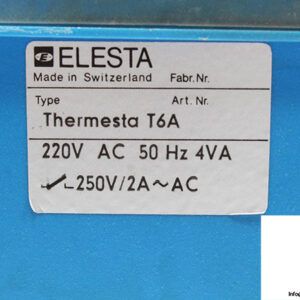 ELESTA
Made in Switzerland Fabr. Nr.
Type Art. Nr.
Thermesta T6A
220V AC 50 Hz 4VA
250V/2A~AC